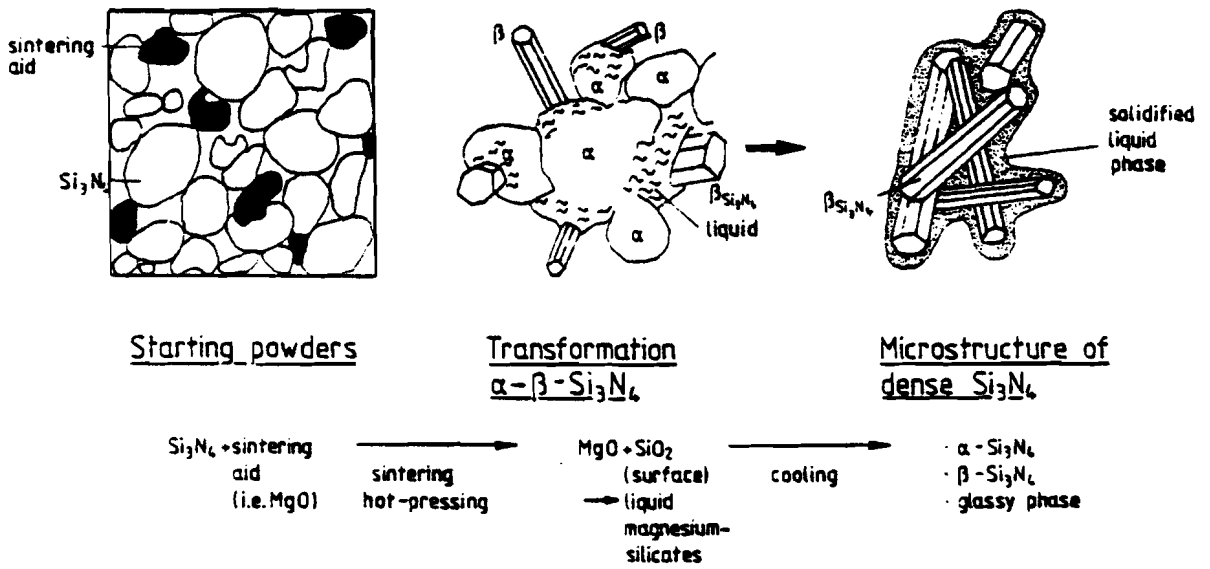 sintering
aid
Si₃N₄
β
β
α
α
α
α
α
βSi₃N₄
liquid
solidified
liquid
phase
βSi₃N₄
Starting powders
Transformation
α-β-Si₃N₄
Microstructure of
dense Si₃N₄
Si₃N₄ + sintering
aid
(i.e. MgO)
sintering
hot-pressing
MgO + SiO₂
(surface)
→ liquid
magnesium-
silicates
cooling
· α-Si₃N₄
· β-Si₃N₄
· glassy phase